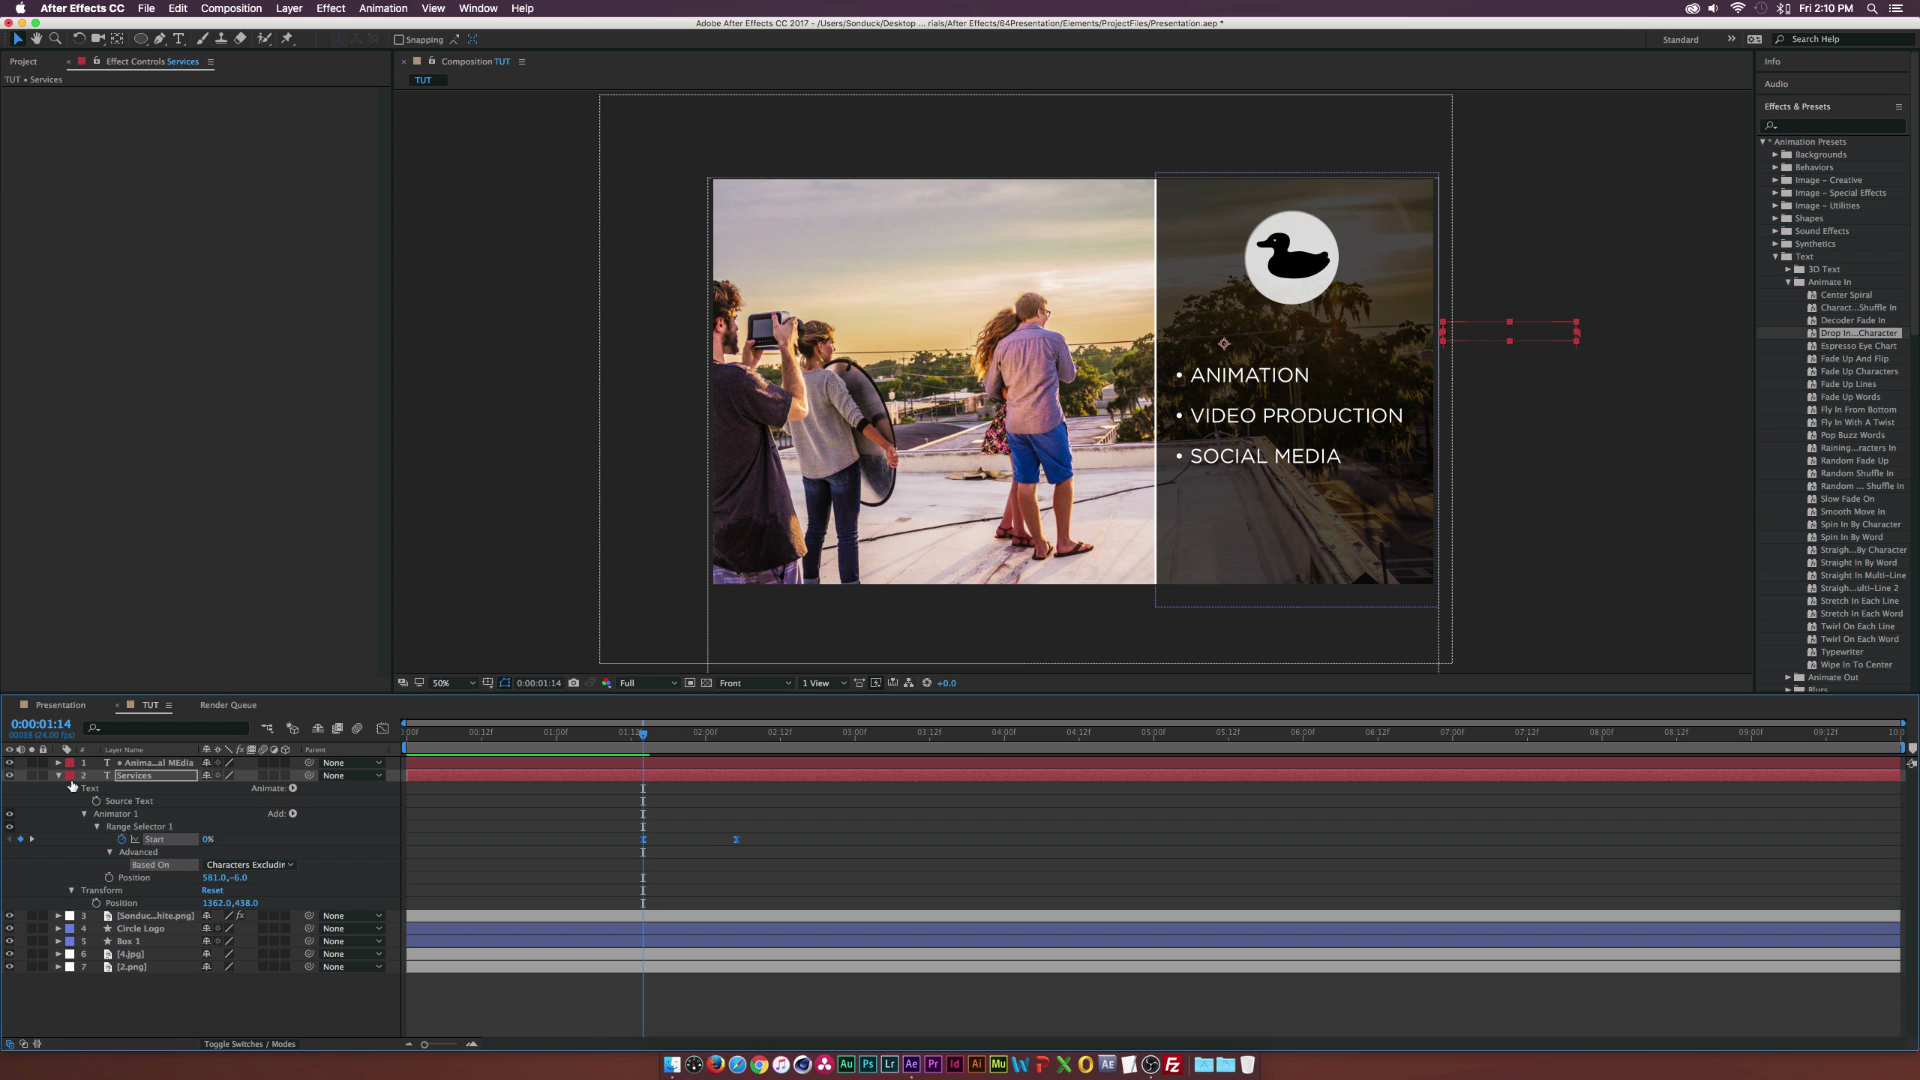 After Effects CC File Edit Composition Layer Effect Animation View Window Help Fri 2:10 PM
Adobe After Effects CC 2017 - /Users/Sonduck/Desktop ... rials/After Effects/64Presentation/Elements/ProjectFiles/Presentation.aep *
Snapping Standard Search Help
Project Effect Controls Services Composition TUT Info
TUT • Services TUT
Audio
Effects & Presets
* Animation Presets
Backgrounds
Behaviors
Image – Creative
Image – Special Effects
Image – Utilities
Shapes
Sound Effects
Synthetics
Text
3D Text
Animate In
Center Spiral
Charact...Shuffle In
Decoder Fade In
Drop In...Character
Espresso Eye Chart
Fade Up And Flip
Fade Up Characters
Fade Up Lines
Fade Up Words
Fly In From Bottom
Fly In With A Twist
Pop Buzz Words
Raining...racters In
Random Fade Up
Random Shuffle In
Random ... Shuffle In
Slow Fade On
Smooth Move In
Spin In By Character
Spin In By Word
Straigh...By Character
Straight In By Word
Straight In Multi-Line
Straigh...ulti-Line 2
Stretch In Each Line
Stretch In Each Word
Twirl On Each Line
Twirl On Each Word
Typewriter
Wipe In To Center
Animate Out
Blurs
• ANIMATION
• VIDEO PRODUCTION
• SOCIAL MEDIA
50% 0:00:01:14 Full Front 1 View +0.0
Presentation TUT Render Queue
0:00:01:14
00038 (24.00 fps)
:00f 00:12f 01:00f 01:12f 02:00f 02:12f 03:00f 03:12f 04:00f 04:12f 05:00f 05:12f 06:00f 06:12f 07:00f 07:12f 08:00f 08:12f 09:00f 09:12f 10:0
# Layer Name fx Parent
1 T • Anima...al MEdia None
2 T Services None
Text Animate:
Source Text
Animator 1 Add:
Range Selector 1
Start 0%
Advanced
Based On Characters Excludin
Position 581.0,-6.0
Transform Reset
Position 1362.0,438.0
3 [Sonduc...hite.png] fx None
4 Circle Logo None
5 Box 1 None
6 [4.jpg] None
7 [2.png] None
Toggle Switches / Modes
Au Ps Lr Ae Pr Id Ai Mu W P X O AE Fz